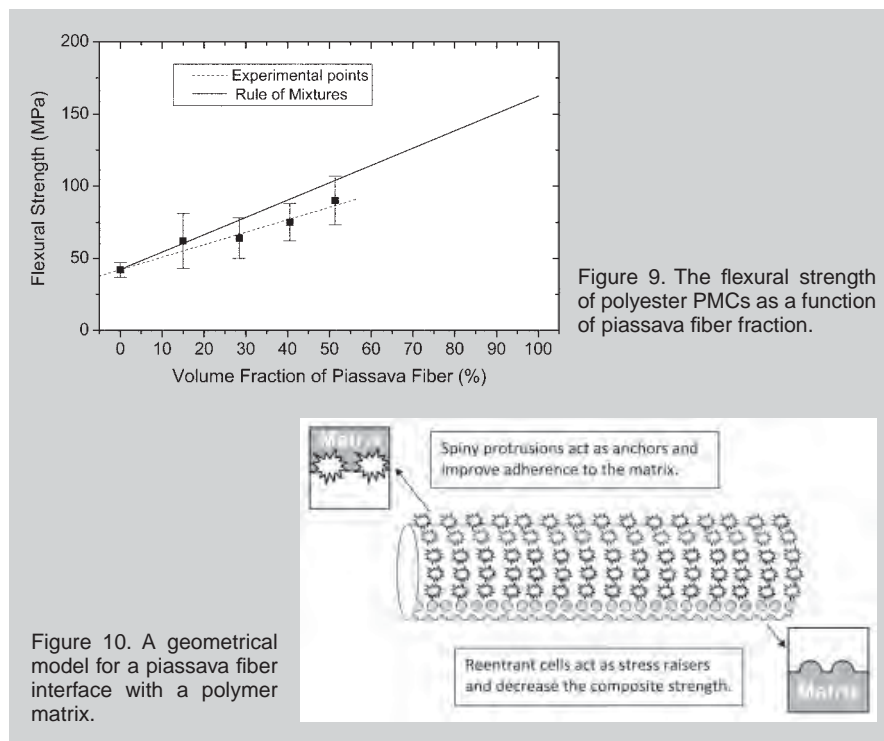 200
150
100
50
0
Flexural Strength (MPa)
Experimental points
Rule of Mixtures
0 10 20 30 40 50 60 70 80 90 100
Volume Fraction of Piassava Fiber (%)
Figure 9. The flexural strength
of polyester PMCs as a function
of piassava fiber fraction.
Matrix
Spiny protrusions act as anchors and
improve adherence to the matrix.
Reentrant cells act as stress raisers
and decrease the composite strength.
Matrix
Figure 10. A geometrical
model for a piassava fiber
interface with a polymer
matrix.